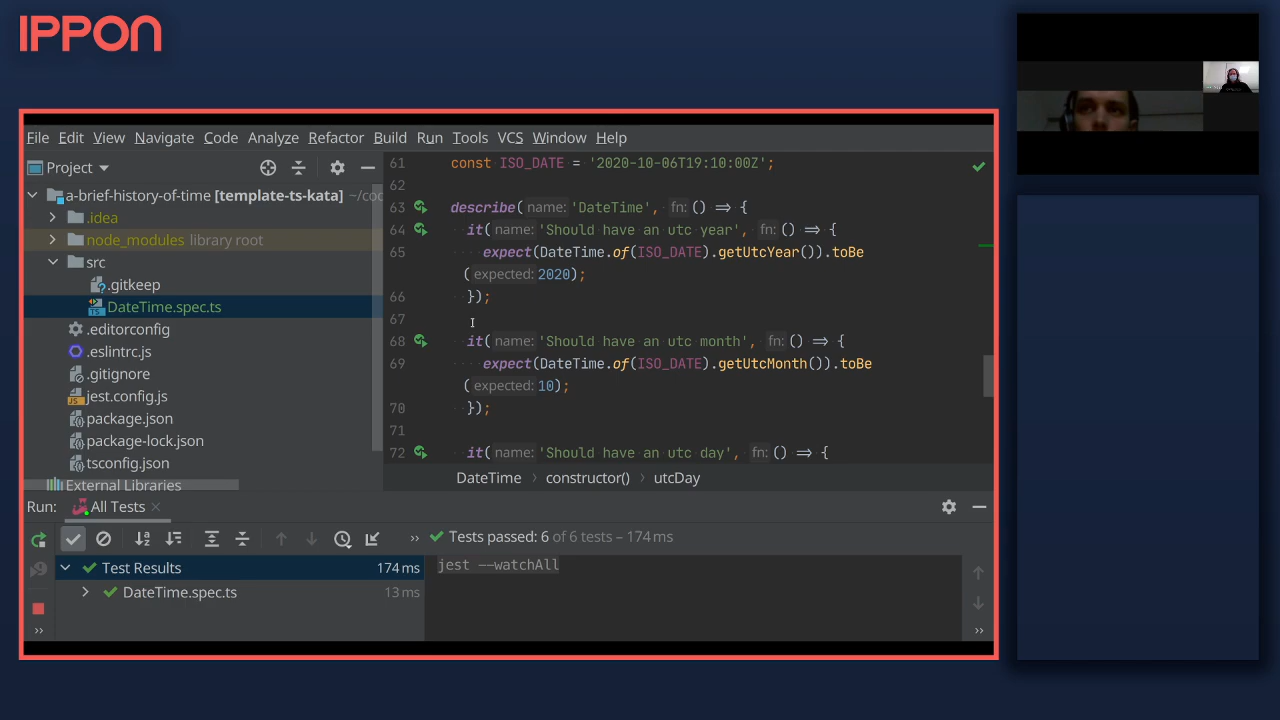 IPPON
File Edit View Navigate Code Analyze Refactor Build Run Tools VCS Window Help
Project
a-brief-history-of-time [template-ts-kata] ~/co
.idea
node_modules library root
src
.gitkeep
DateTime.spec.ts
.editorconfig
.eslintrc.js
.gitignore
jest.config.js
package.json
package-lock.json
tsconfig.json
External Libraries
61 const ISO_DATE = '2020-10-06T19:10:00Z';
62
63 describe( name: 'DateTime', fn: () => {
64 it( name: 'Should have an utc year', fn: () => {
65 expect(DateTime.of(ISO_DATE).getUtcYear()).toBe
( expected: 2020);
66 });
67
68 it( name: 'Should have an utc month', fn: () => {
69 expect(DateTime.of(ISO_DATE).getUtcMonth()).toBe
( expected: 10);
70 });
71
72 it( name: 'Should have an utc day', fn: () => {
DateTime > constructor() > utcDay
Run: All Tests
Tests passed: 6 of 6 tests – 174 ms
Test Results 174 ms
DateTime.spec.ts 13 ms
jest --watchAll